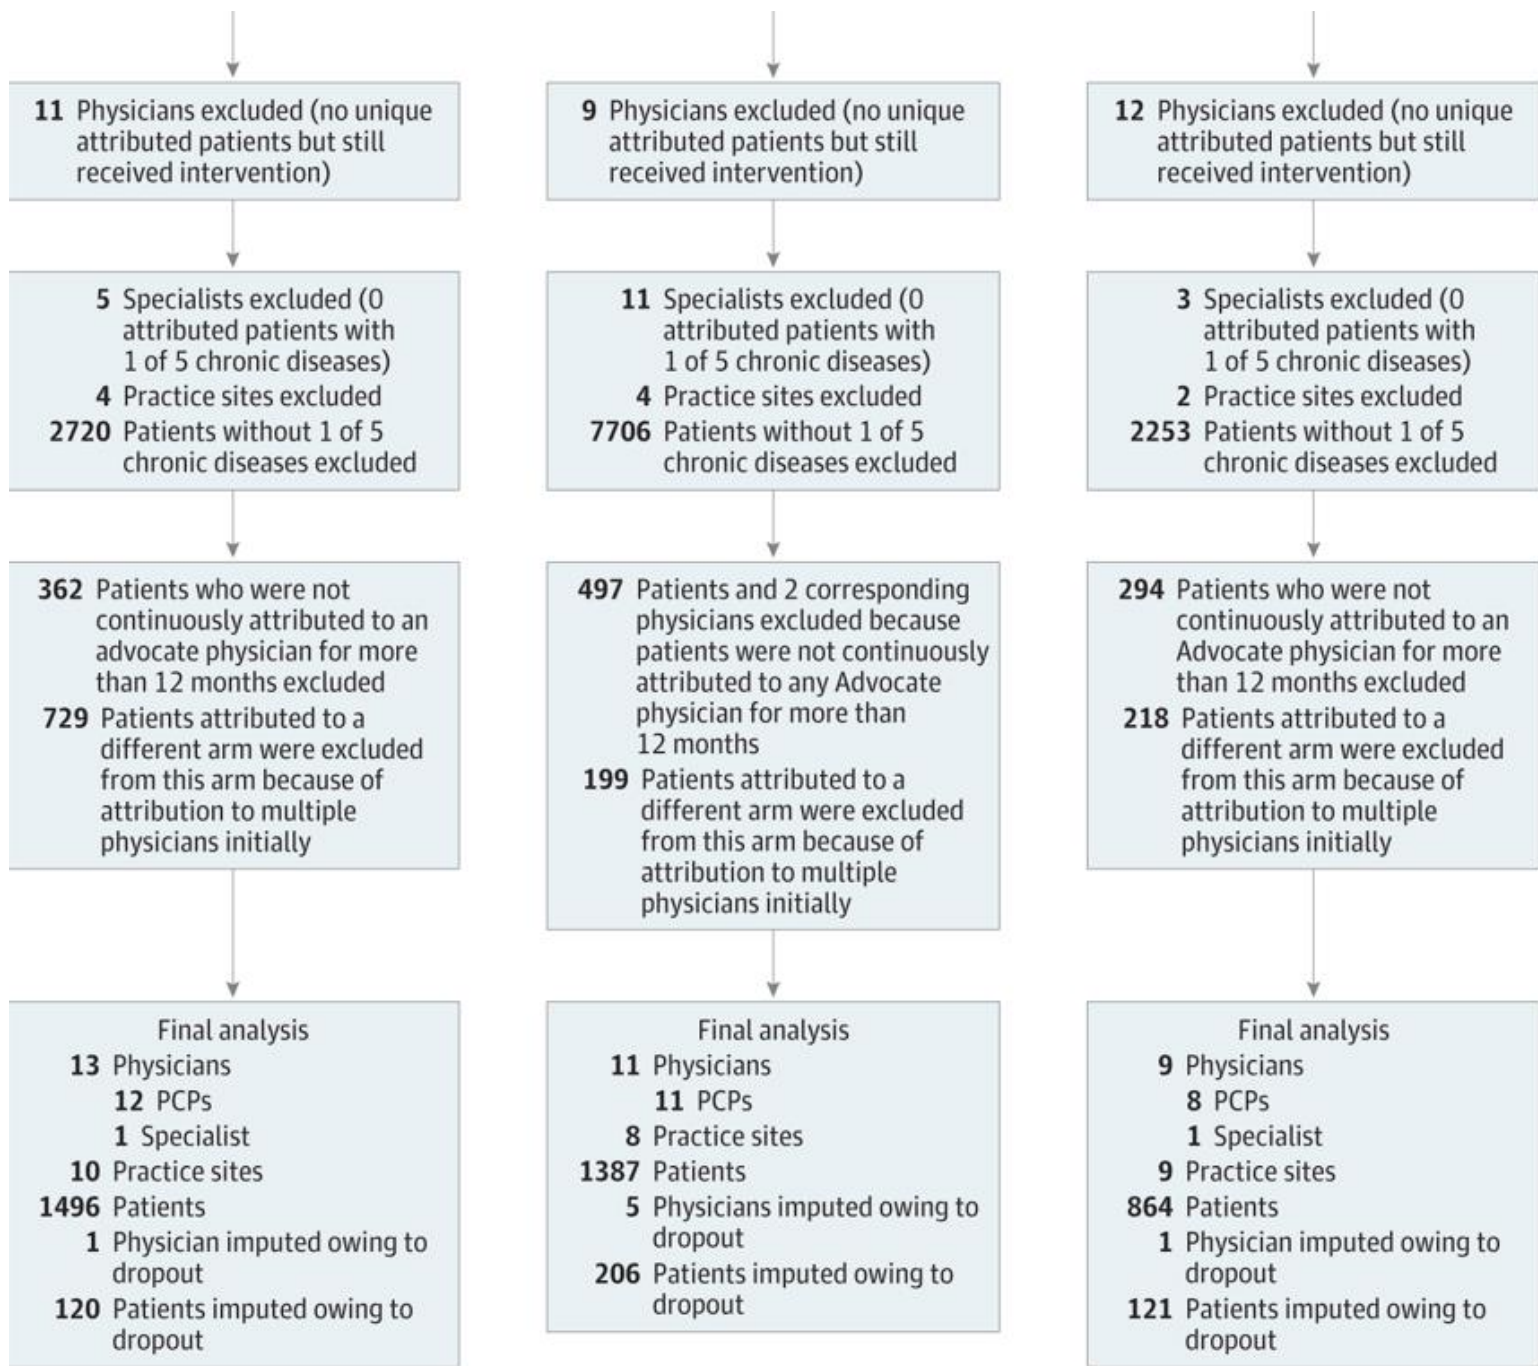 11 Physicians excluded (no unique
attributed patients but still
received intervention)
5 Specialists excluded (0
attributed patients with
1 of 5 chronic diseases)
4 Practice sites excluded
2720 Patients without 1 of 5
chronic diseases excluded
362 Patients who were not
continuously attributed to an
advocate physician for more
than 12 months excluded
729 Patients attributed to a
different arm were excluded
from this arm because of
attribution to multiple
physicians initially
Final analysis
13 Physicians
12 PCPs
1 Specialist
10 Practice sites
1496 Patients
1 Physician imputed owing to
dropout
120 Patients imputed owing to
dropout
9 Physicians excluded (no unique
attributed patients but still
received intervention)
11 Specialists excluded (0
attributed patients with
1 of 5 chronic diseases)
4 Practice sites excluded
7706 Patients without 1 of 5
chronic diseases excluded
497 Patients and 2 corresponding
physicians excluded because
patients were not continuously
attributed to any Advocate
physician for more than
12 months
199 Patients attributed to a
different arm were excluded
from this arm because of
attribution to multiple
physicians initially
Final analysis
11 Physicians
11 PCPs
8 Practice sites
1387 Patients
5 Physicians imputed owing to
dropout
206 Patients imputed owing to
dropout
12 Physicians excluded (no unique
attributed patients but still
received intervention)
3 Specialists excluded (0
attributed patients with
1 of 5 chronic diseases)
2 Practice sites excluded
2253 Patients without 1 of 5
chronic diseases excluded
294 Patients who were not
continuously attributed to an
Advocate physician for more
than 12 months excluded
218 Patients attributed to a
different arm were excluded
from this arm because of
attribution to multiple
physicians initially
Final analysis
9 Physicians
8 PCPs
1 Specialist
9 Practice sites
864 Patients
1 Physician imputed owing to
dropout
121 Patients imputed owing to
dropout